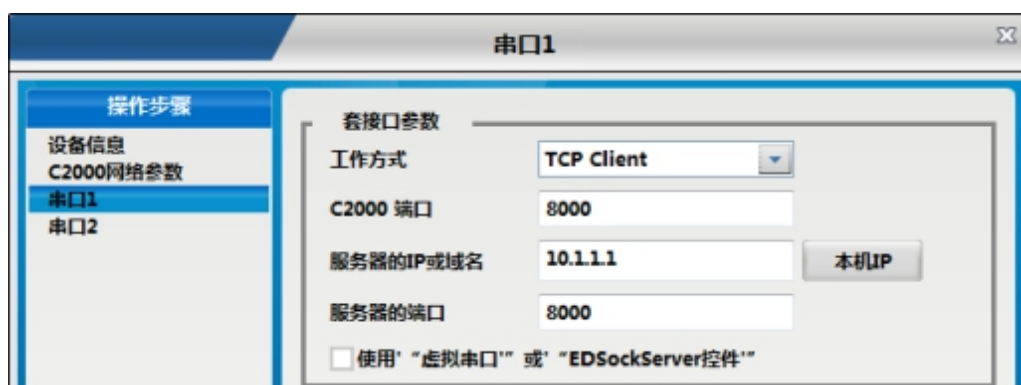 串口1
操作步骤
设备信息
C2000网络参数
串口1
串口2
套接口参数
工作方式 TCP Client
C2000 端口 8000
服务器的IP或域名 10.1.1.1 本机IP
服务器的端口 8000
使用' “虚拟串口'” 或' “EDSockServer控件'”